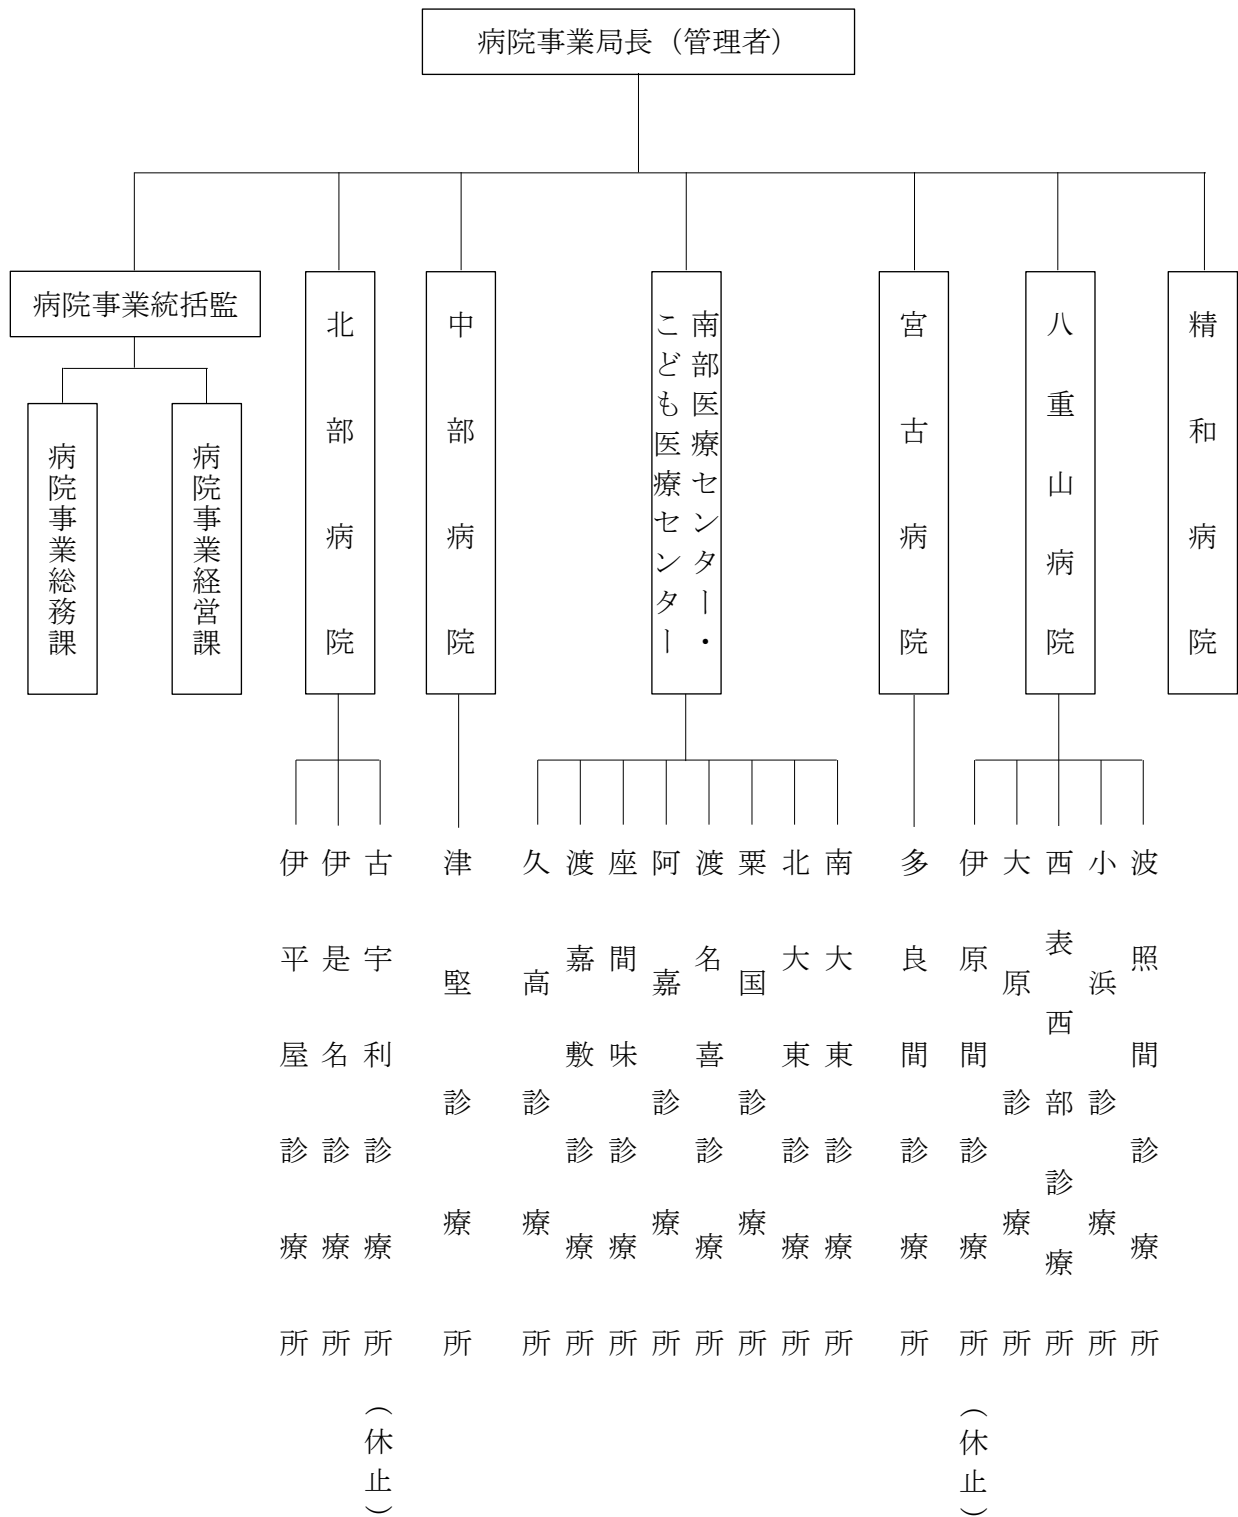 病院事業局長（管理者）
病院事業統括監
北部病院
中部病院
南部医療センター・
こども医療センター
宮古病院
八重山病院
精和病院
病院事業総務課
病院事業経営課
伊平屋診療所
伊是名診療所
古宇利診療所（休止）
津堅診療所
久高診療所
渡嘉敷診療所
座間味診療所
阿嘉診療所
渡名喜診療所
粟国診療所
北大東診療所
南大東診療所
多良間診療所
伊原間診療所（休止）
大原診療所
西表西部診療所
小浜診療所
波照間診療所